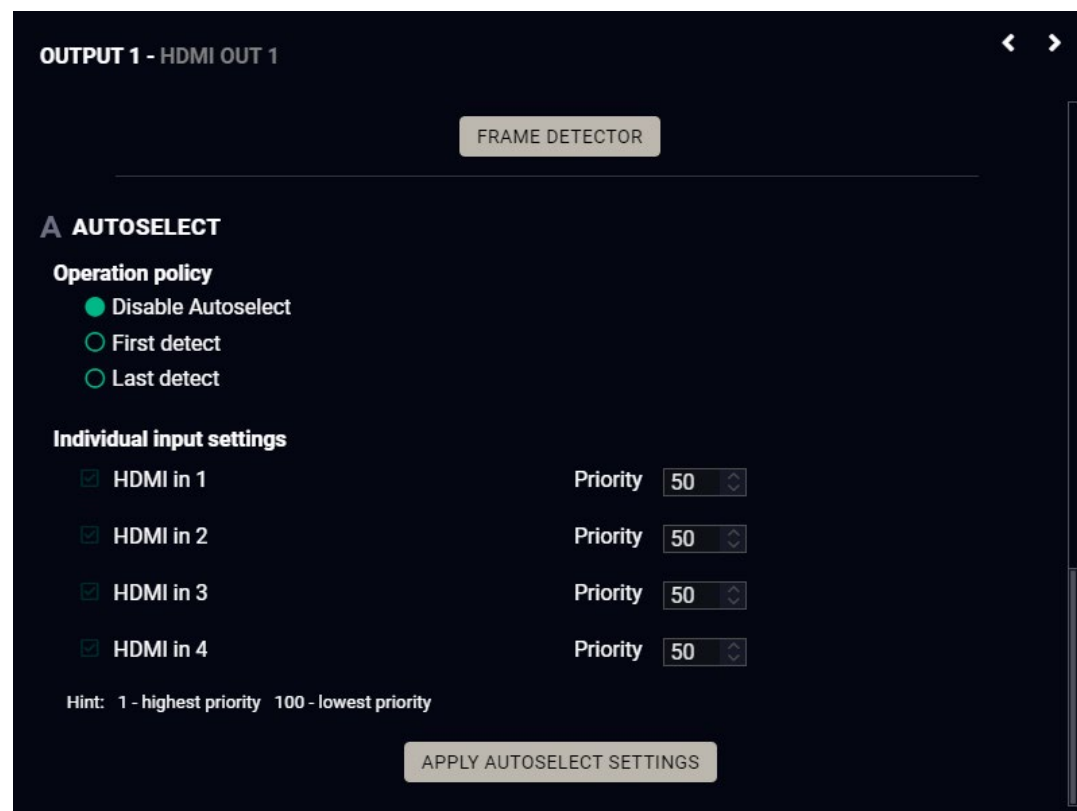 OUTPUT 1 - HDMI OUT 1
FRAME DETECTOR
A AUTOSELECT
Operation policy
Disable Autoselect
First detect
Last detect
Individual input settings
HDMI in 1 Priority 50
HDMI in 2 Priority 50
HDMI in 3 Priority 50
HDMI in 4 Priority 50
Hint: 1 - highest priority 100 - lowest priority
APPLY AUTOSELECT SETTINGS